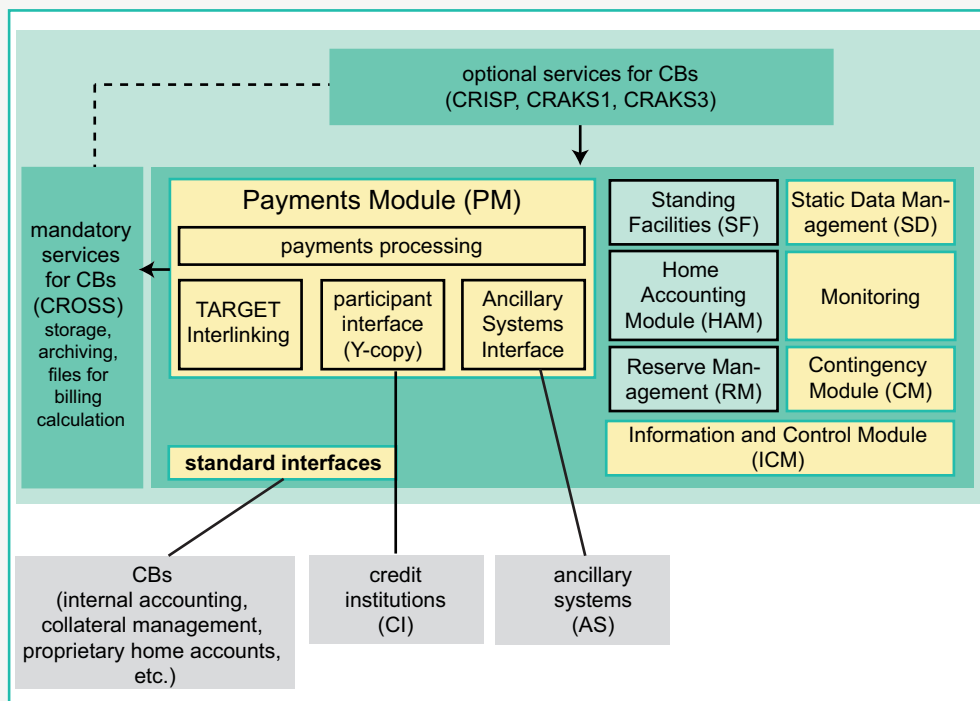 optional services for CBs
(CRISP, CRAKS1, CRAKS3)
mandatory
services
for CBs
(CROSS)
storage,
archiving,
files for
billing
calculation
Payments Module (PM)
payments processing
TARGET
Interlinking
participant
interface
(Y-copy)
Ancillary
Systems
Interface
Standing
Facilities (SF)
Static Data Man-
agement (SD)
Home
Accounting
Module (HAM)
Monitoring
Reserve Man-
agement (RM)
Contingency
Module (CM)
Information and Control Module
(ICM)
standard interfaces
CBs
(internal accounting,
collateral management,
proprietary home accounts,
etc.)
credit
institutions
(CI)
ancillary
systems
(AS)